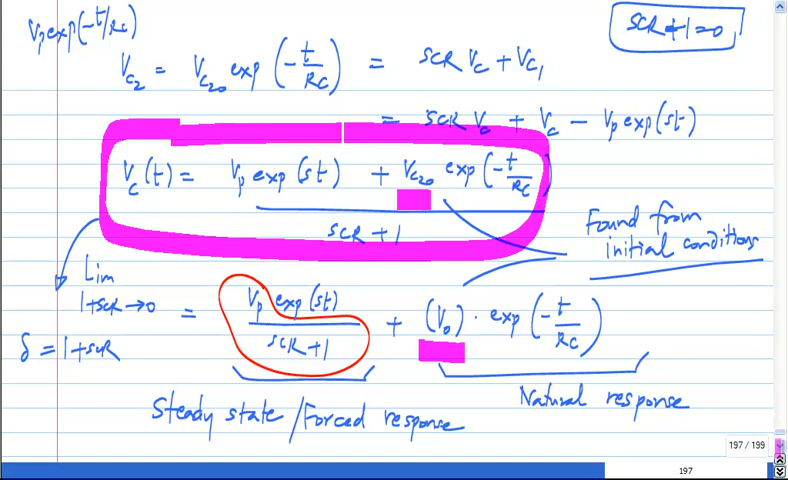 Vp exp(-t/RC)
SCR+1=0
Vc2 = Vc20 exp(-t/RC) = SCR Vc + Vc1
= SCR Vc + Vc - Vp exp(st)
Vc(t) = Vp exp(st) + Vc20 exp(-t/RC)
SCR+1
Found from
initial conditions
Lim
1+SCR→0 = Vp exp(st)/SCR+1 + (V0) · exp(-t/RC)
δ = 1+SCR
Steady state/Forced response
Natural response
197 / 199
197